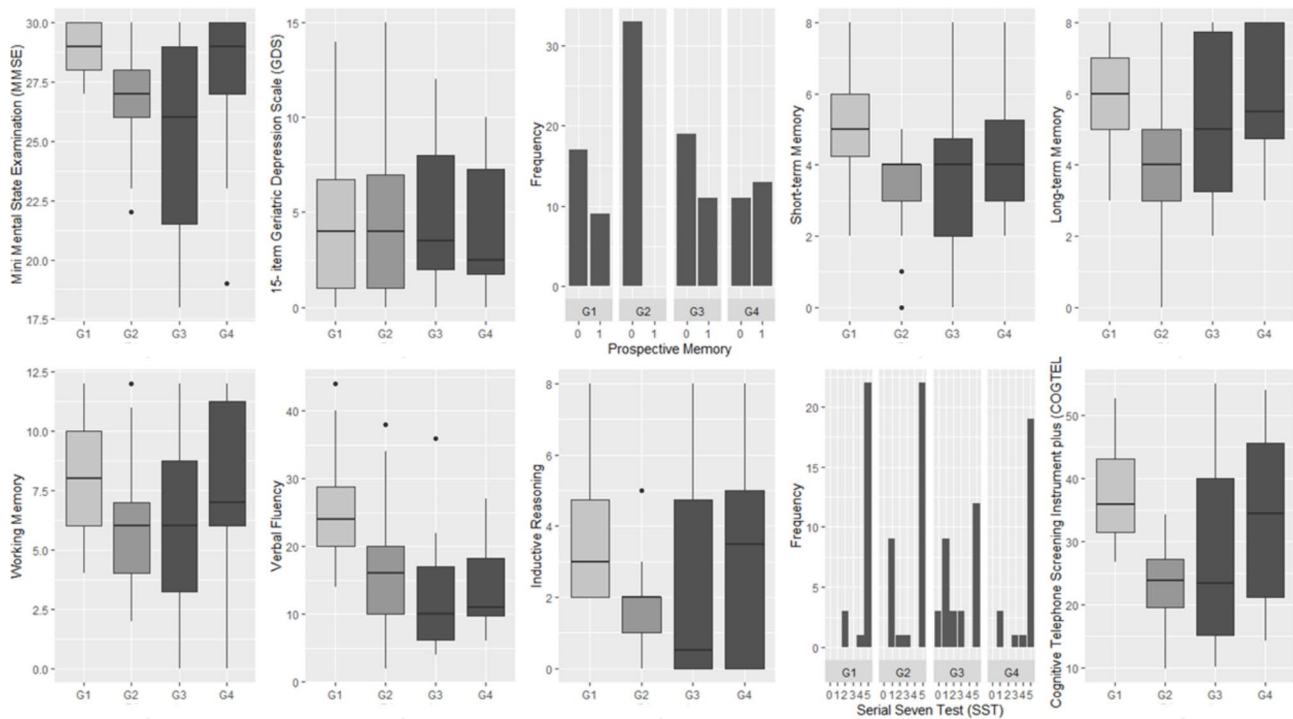 Mini Mental State Examination (MMSE)
30.0
27.5
25.0
22.5
20.0
17.5
G1 G2 G3 G4
15- item Geriatric Depression Scale (GDS)
15
10
5
0
G1 G2 G3 G4
Frequency
30
20
10
0
G1 G2 G3 G4
0 1 0 1 0 1 0 1
Prospective Memory
Short-term Memory
8
6
4
2
0
G1 G2 G3 G4
Long-term Memory
8
6
4
2
0
G1 G2 G3 G4
Working Memory
12.5
10.0
7.5
5.0
2.5
0.0
G1 G2 G3 G4
Verbal Fluency
40
30
20
10
0
G1 G2 G3 G4
Inductive Reasoning
8
6
4
2
0
G1 G2 G3 G4
Frequency
20
15
10
5
0
G1 G2 G3 G4
012345 012345 012345 012345
Serial Seven Test (SST)
Cognitive Telephone Screening Instrument plus (COGTEL
50
40
30
20
10
G1 G2 G3 G4